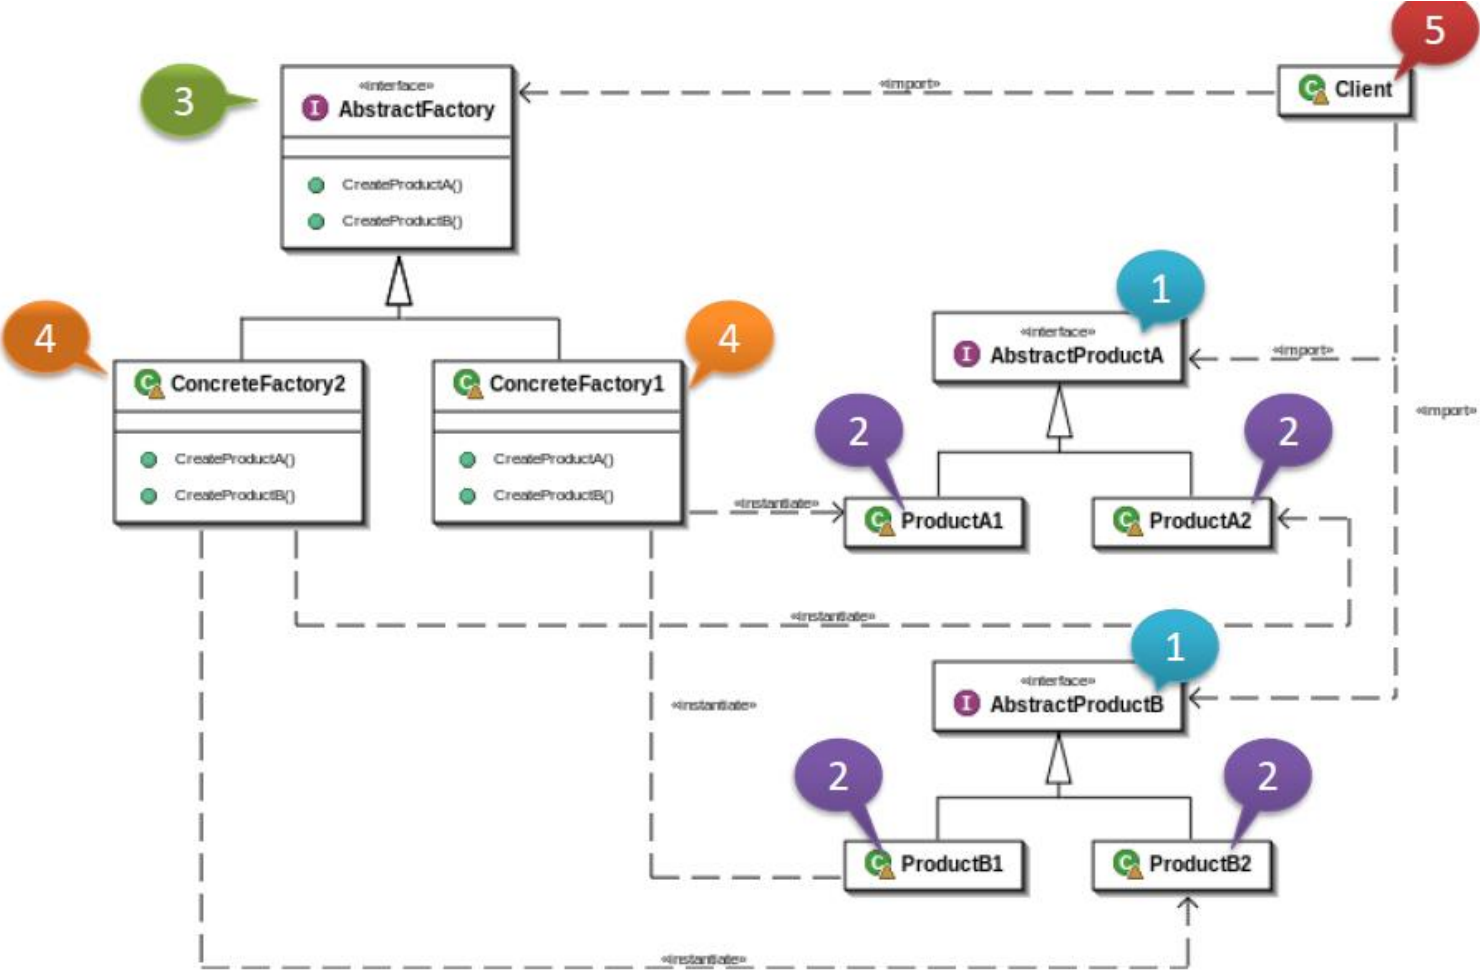 5
«import»
C Client
3
«interface»
I AbstractFactory
CreateProductA()
CreateProductB()
4
C ConcreteFactory2
CreateProductA()
CreateProductB()
4
C ConcreteFactory1
CreateProductA()
CreateProductB()
1
«interface»
I AbstractProductA
«import»
«import»
2
2
«instantiate»
C ProductA1
C ProductA2
«instantiate»
1
«interface»
I AbstractProductB
«instantiate»
2
2
C ProductB1
C ProductB2
«instantiate»